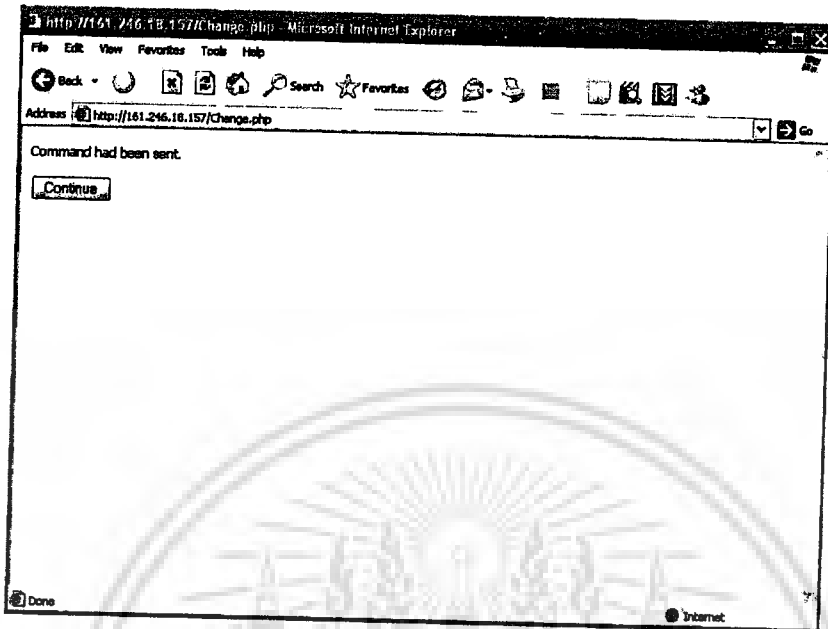 http://161.246.18.157/Change.php - Microsoft Internet Explorer
File Edit View Favorites Tools Help
Back Search Favorites
Address http://161.246.18.157/Change.php Go
Command had been sent.
Continue
Done Internet